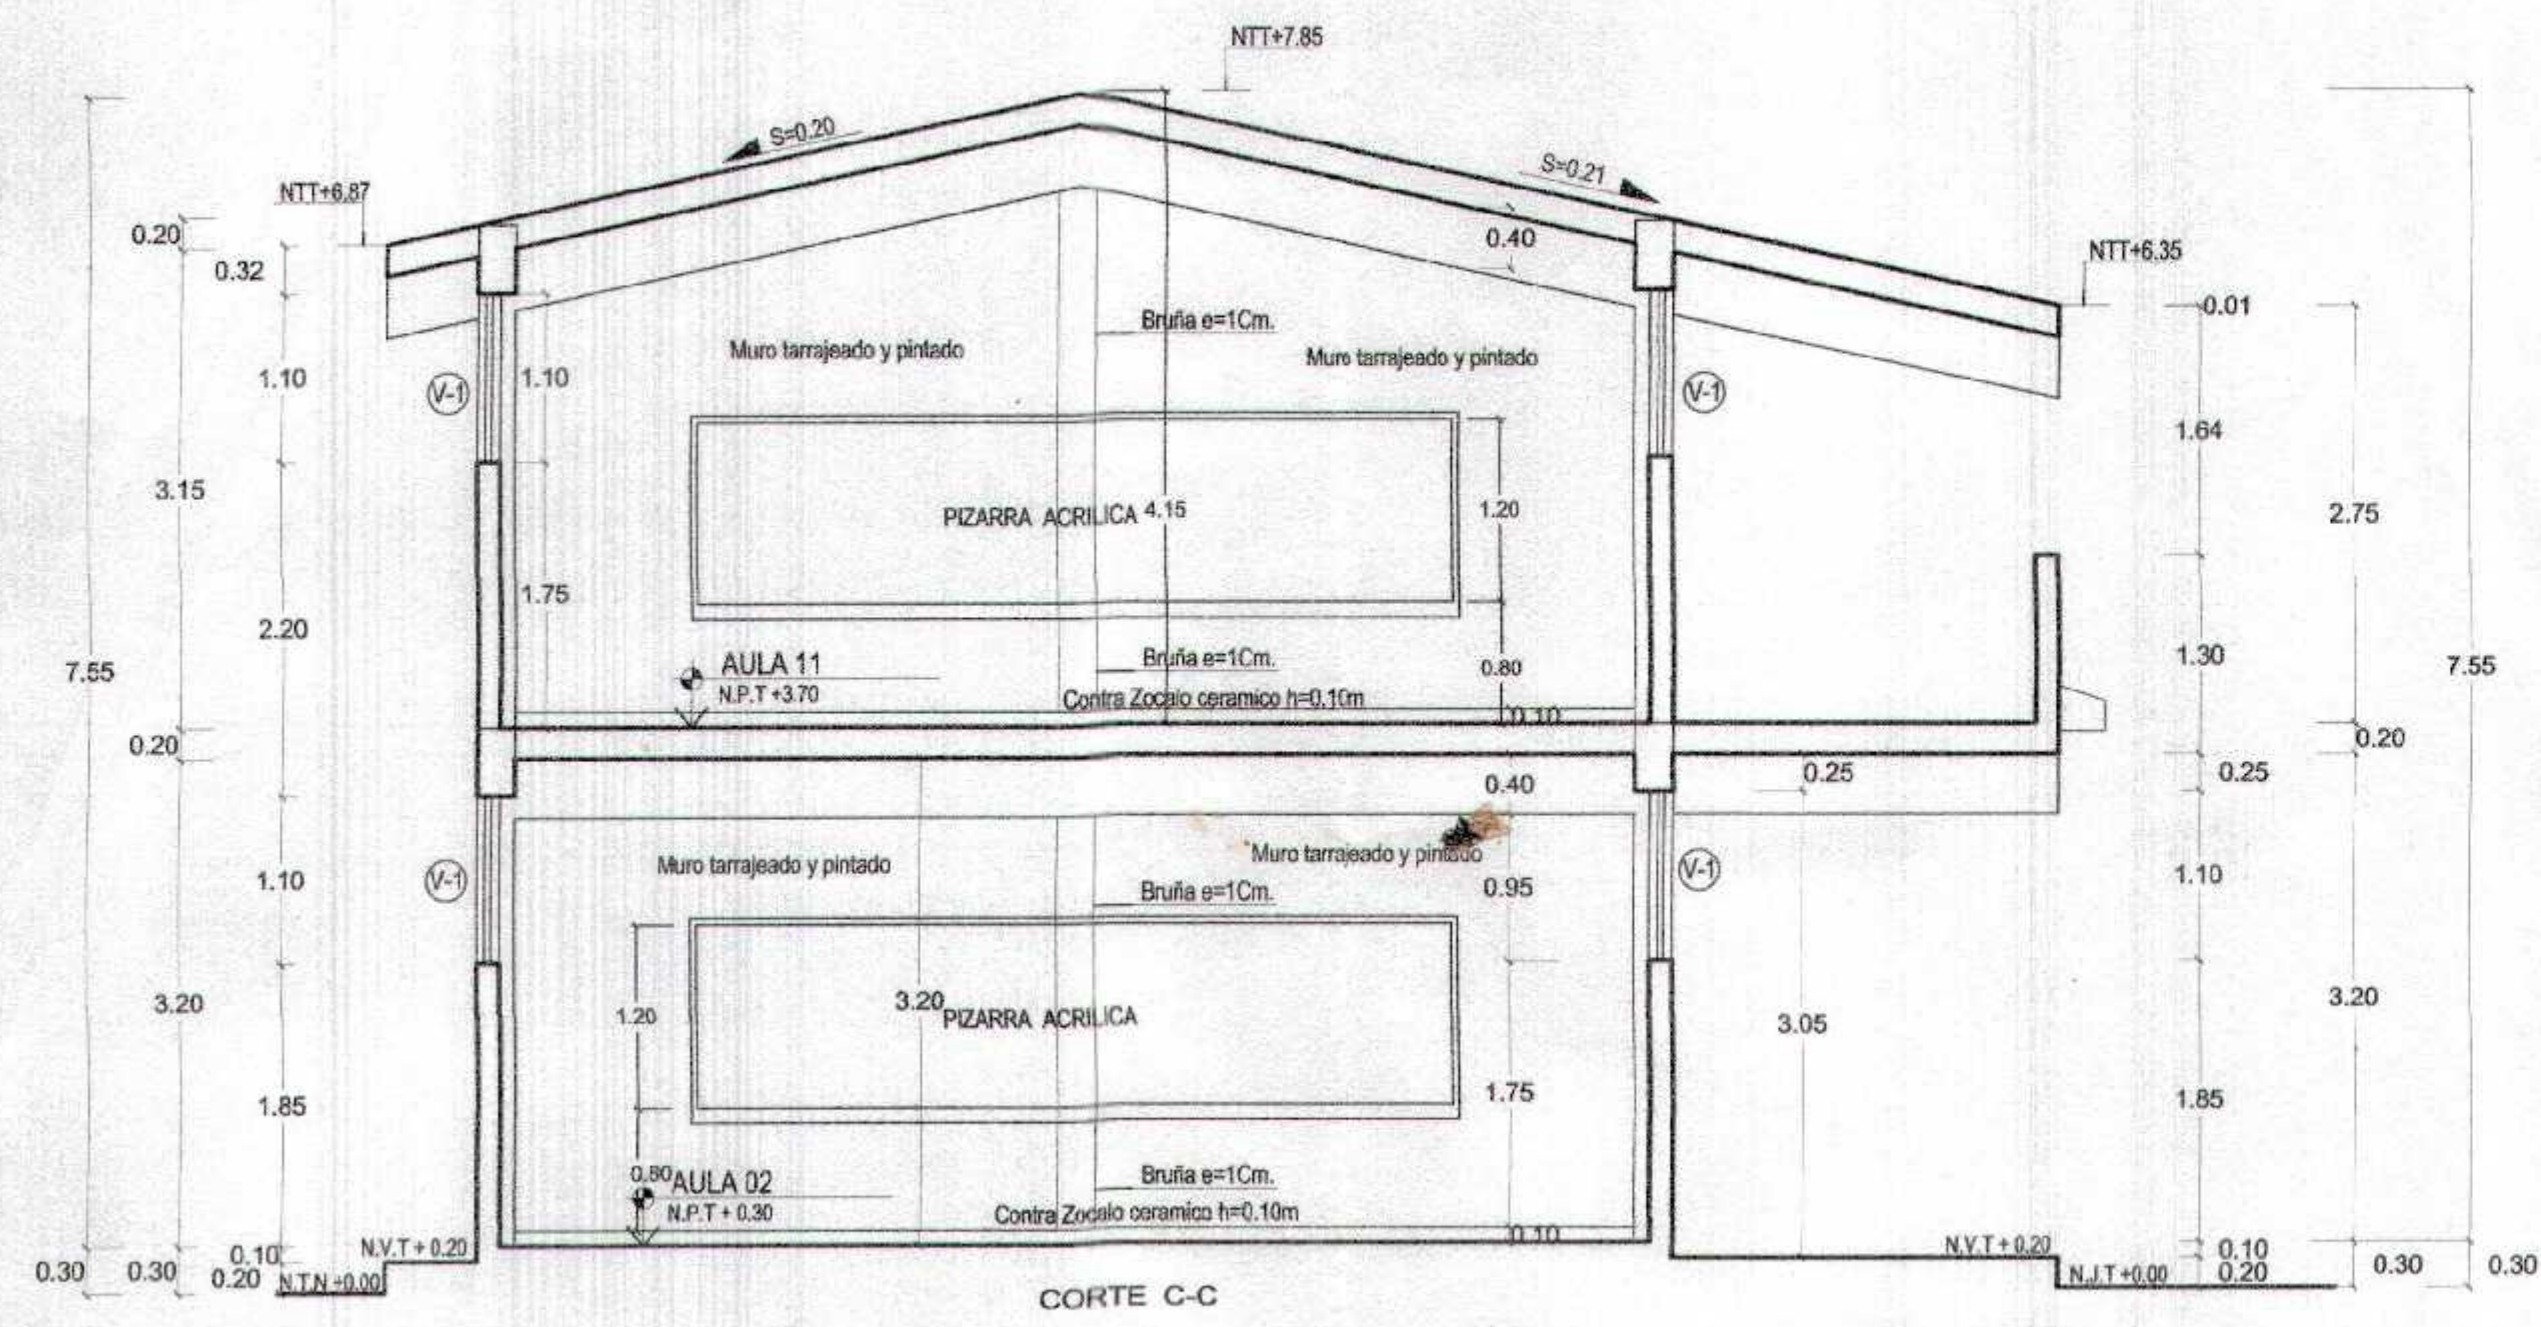 NTT+7.85
S=0.20
S=0.21
NTT+6.87
NTT+6.35
0.20
0.32
0.40
0.01
Bruña e=1Cm.
Muro tarrajeado y pintado
Muro tarrajeado y pintado
1.10
V-1
1.10
V-1
1.64
3.15
PIZARRA ACRILICA
4.15
1.20
2.75
1.75
2.20
7.55
AULA 11
N.P.T +3.70
Bruña e=1Cm.
0.80
1.30
7.55
Contra Zocalo ceramico h=0.10m
0.10
0.20
0.20
0.40
0.25
0.25
Muro tarrajeado y pintado
Muro tarrajeado y pintado
1.10
V-1
Bruña e=1Cm.
0.95
V-1
1.10
3.20
1.20
3.20
PIZARRA ACRILICA
3.05
3.20
1.85
1.75
1.85
0.80
AULA 02
N.P.T + 0.30
Bruña e=1Cm.
Contra Zocalo ceramico h=0.10m
0.10
0.30
0.30
0.10
0.20
N.V.T + 0.20
N.T.N +0.00
N.V.T + 0.20
N.J.T +0.00
0.10
0.20
0.30
0.30
CORTE C-C